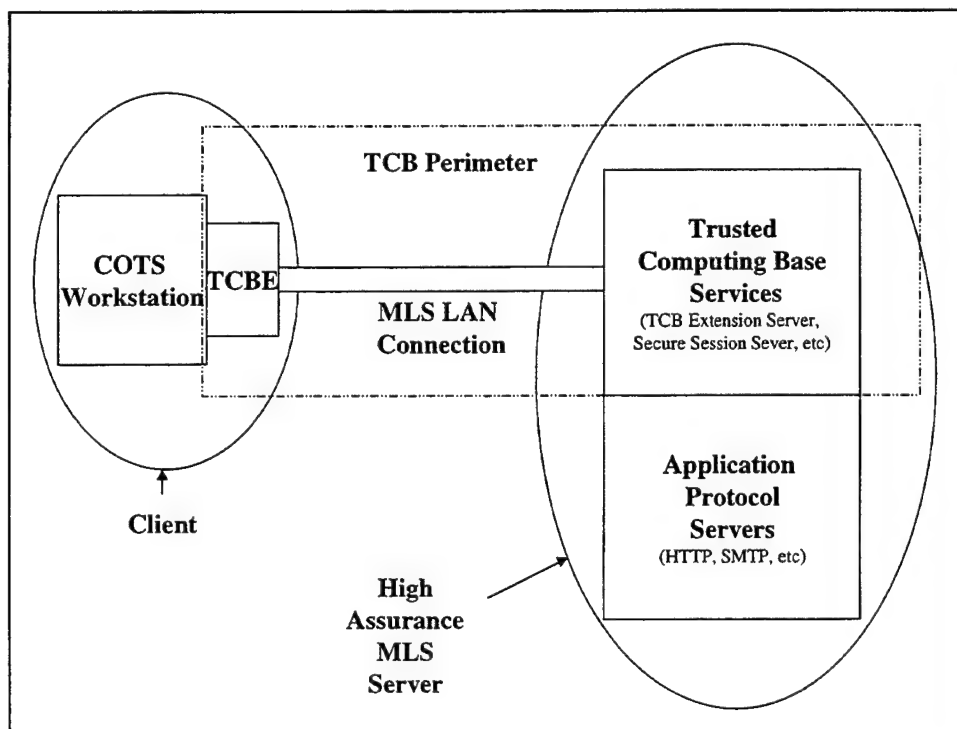 TCB Perimeter
COTS
Workstation
TCBE
MLS LAN
Connection
Trusted
Computing Base
Services
(TCB Extension Server,
Secure Session Sever, etc)
Application
Protocol
Servers
(HTTP, SMTP, etc)
Client
High
Assurance
MLS
Server